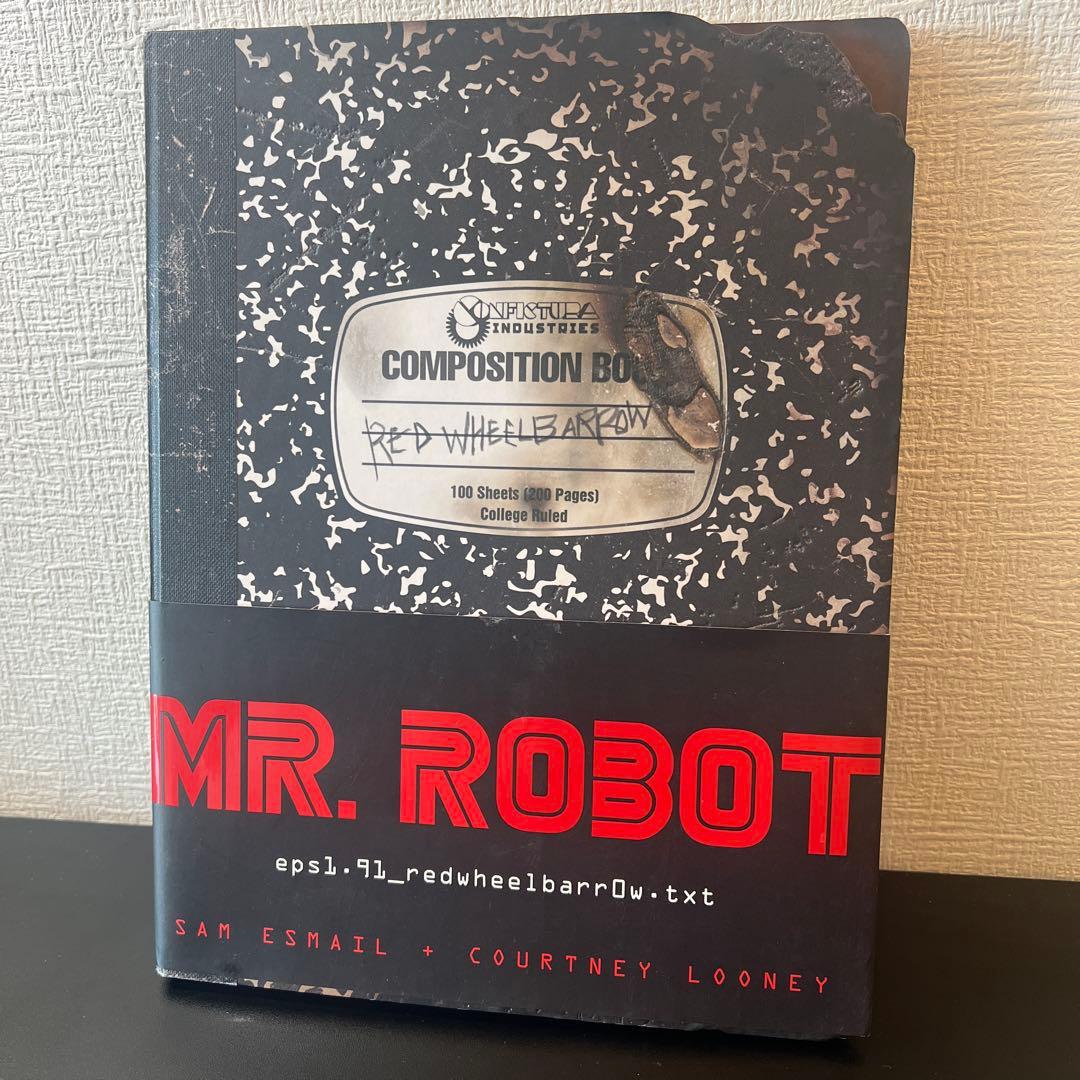 CONFICTURA
INDUSTRIES
COMPOSITION BO
RED WHEELBARROW
100 Sheets (200 Pages)
College Ruled
MR. ROBOT
eps1.91_redwheelbarr0w.txt
SAM ESMAIL + COURTNEY LOONEY